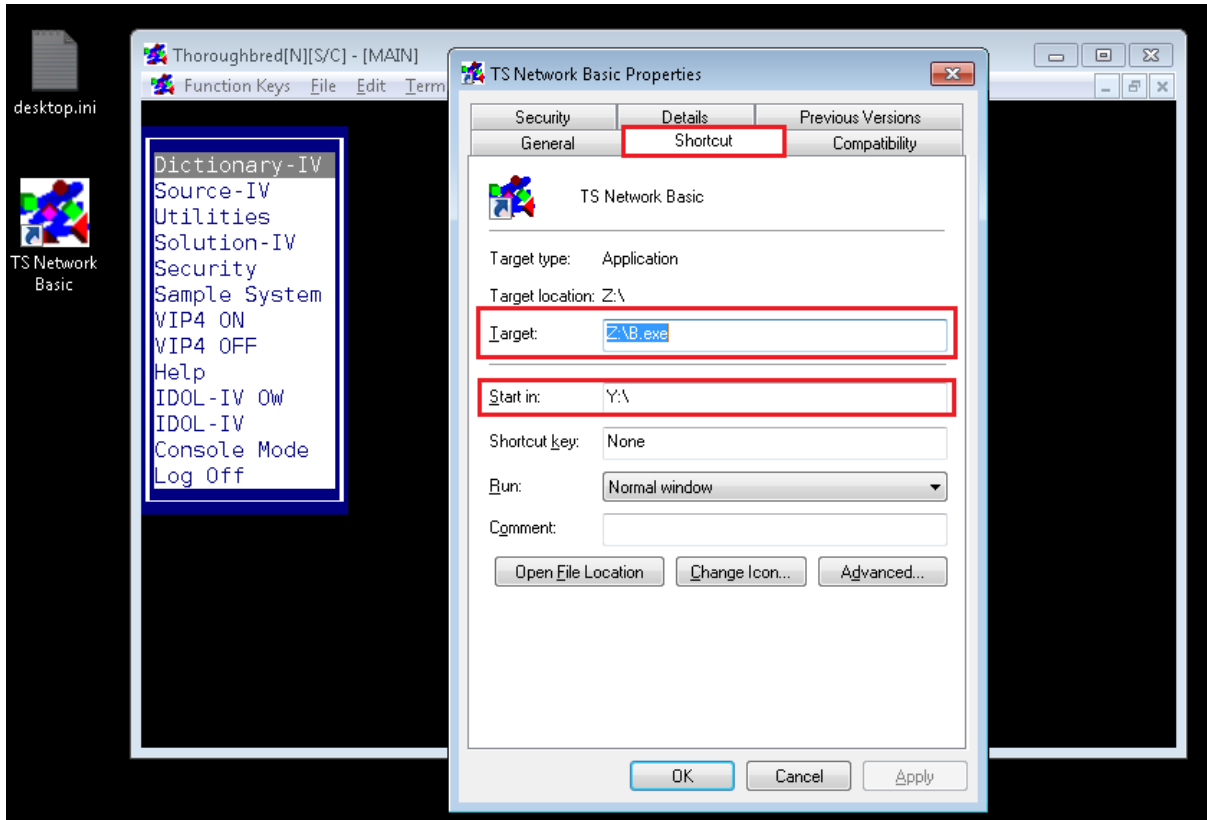 desktop.ini
TS Network
Basic
Thoroughbred[N][S/C] - [MAIN]
Function Keys File Edit Term
Dictionary-IV
Source-IV
Utilities
Solution-IV
Security
Sample System
VIP4 ON
VIP4 OFF
Help
IDOL-IV OW
IDOL-IV
Console Mode
Log Off
TS Network Basic Properties
Security Details Previous Versions
General Shortcut Compatibility
TS Network Basic
Target type: Application
Target location: Z:\
Target: Z:\B.exe
Start in: Y:\
Shortcut key: None
Run: Normal window
Comment:
Open File Location Change Icon... Advanced...
OK Cancel Apply